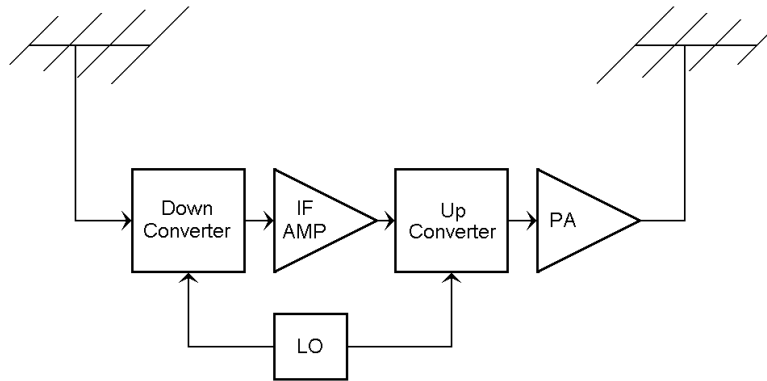 Down
Converter
IF
AMP
Up
Converter
PA
LO